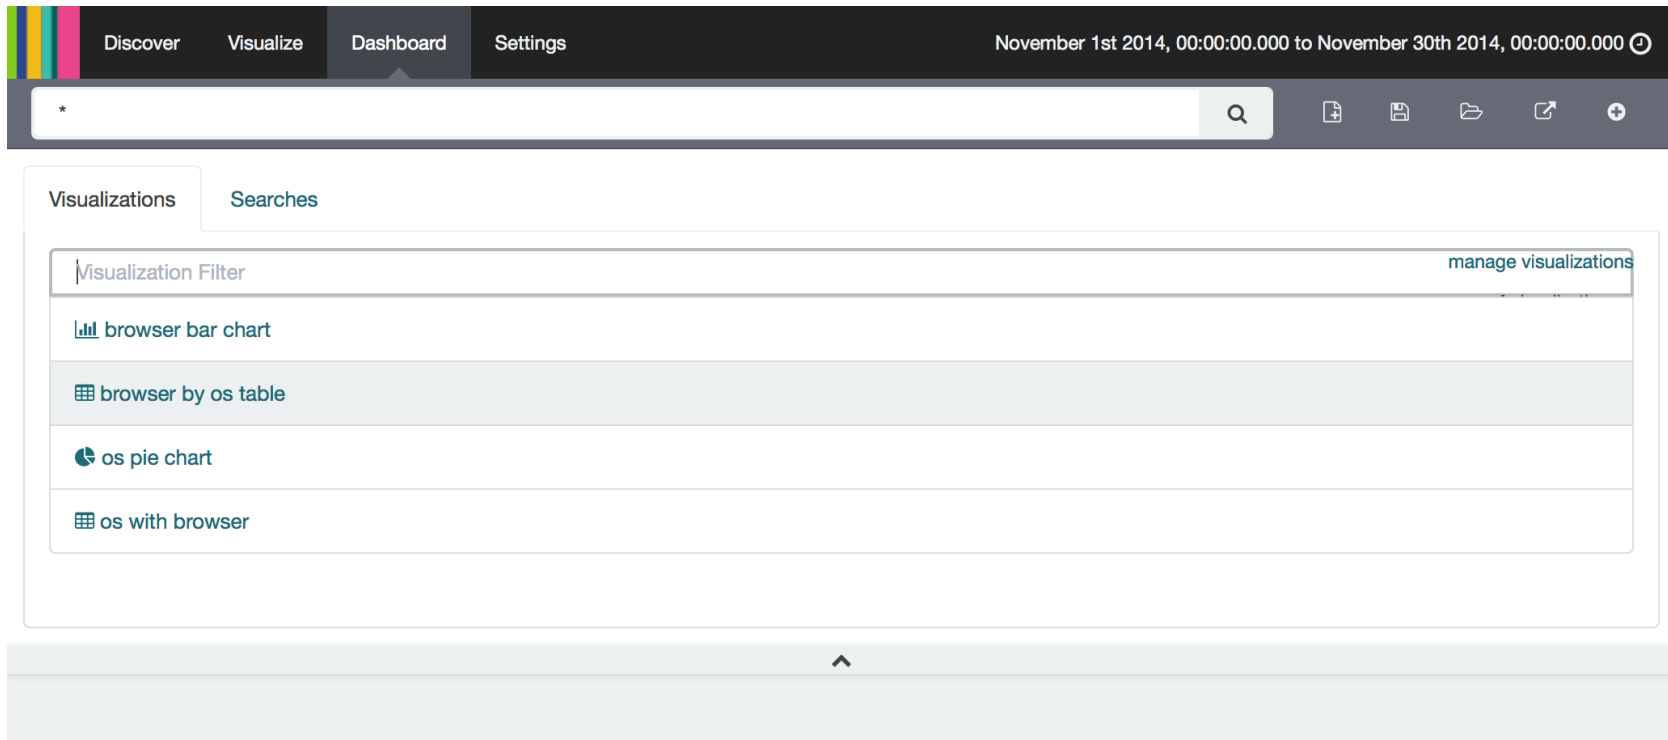 Discover Visualize Dashboard Settings November 1st 2014, 00:00:00.000 to November 30th 2014, 00:00:00.000
*
Visualizations Searches
Visualization Filter manage visualizations
browser bar chart
browser by os table
os pie chart
os with browser